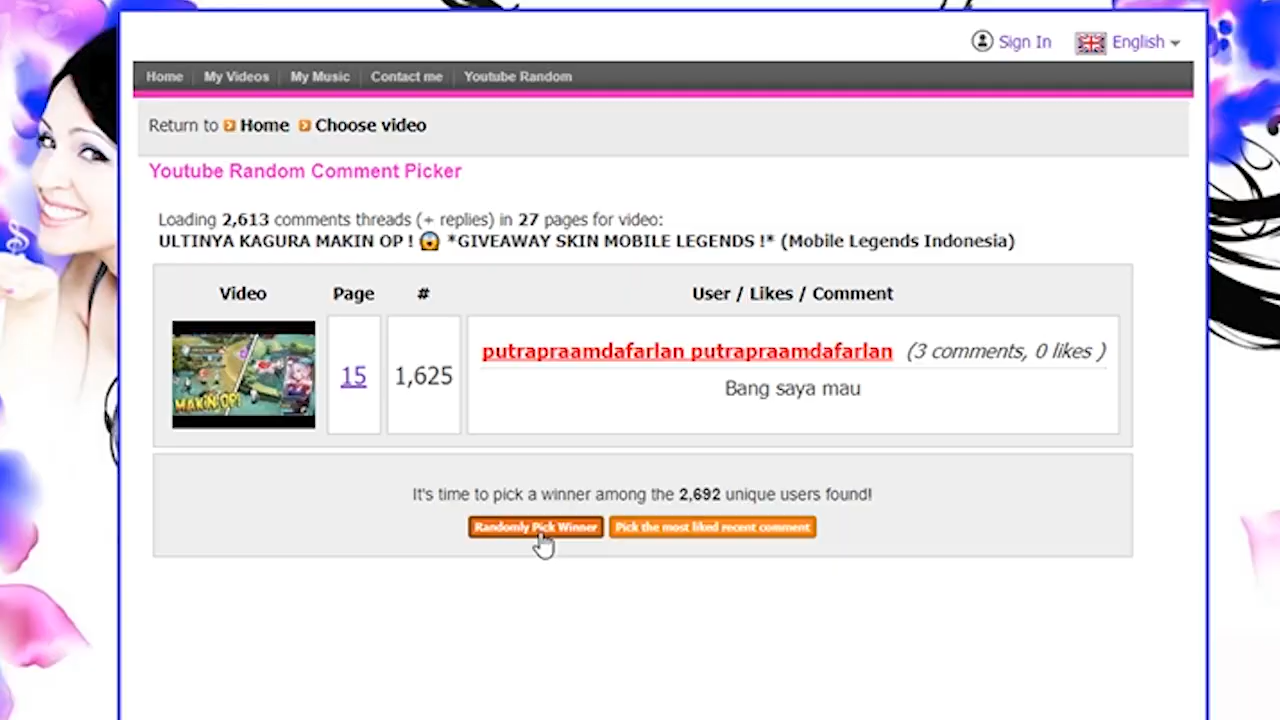 Sign In English
Home My Videos My Music Contact me Youtube Random
Return to Home Choose video
Youtube Random Comment Picker
Loading 2,613 comments threads (+ replies) in 27 pages for video:
ULTINYA KAGURA MAKIN OP ! 😱 *GIVEAWAY SKIN MOBILE LEGENDS !* (Mobile Legends Indonesia)
Video Page # User / Likes / Comment
MAKIN OP!
15 1,625
putrapraamdafarlan putrapraamdafarlan (3 comments, 0 likes )
Bang saya mau
It's time to pick a winner among the 2,692 unique users found!
Randomly Pick Winner Pick the most liked recent comment